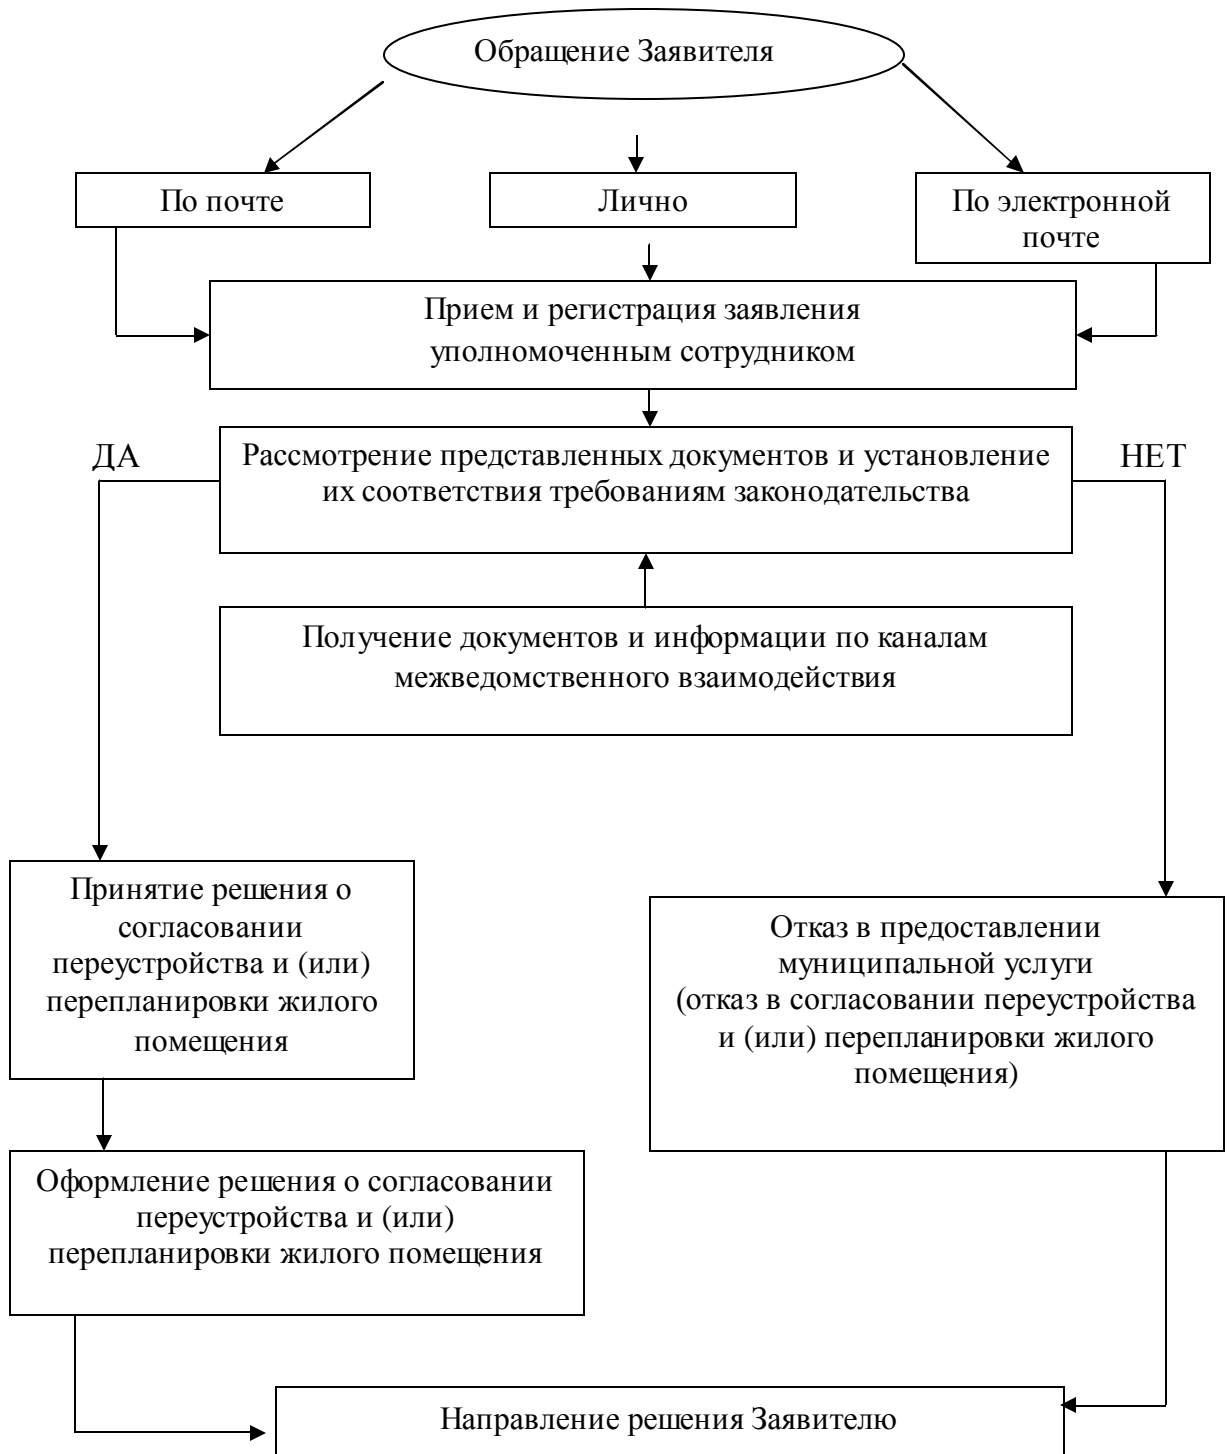 Обращение Заявителя
По почте
Лично
По электронной
почте
Прием и регистрация заявления
уполномоченным сотрудником
ДА
Рассмотрение представленных документов и установление
их соответствия требованиям законодательства
НЕТ
Получение документов и информации по каналам
межведомственного взаимодействия
Принятие решения о
согласовании
переустройства и (или)
перепланировки жилого
помещения
Отказ в предоставлении
муниципальной услуги
(отказ в согласовании переустройства
и (или) перепланировки жилого
помещения)
Оформление решения о согласовании
переустройства и (или)
перепланировки жилого помещения
Направление решения Заявителю